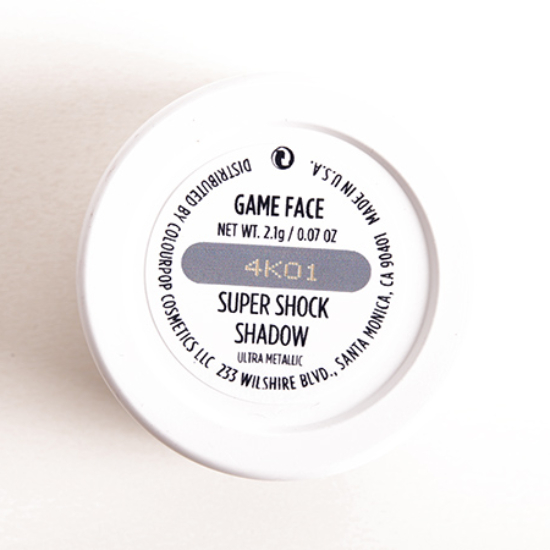 GAME FACE
NET WT. 2.1g / 0.07 OZ
4K01
SUPER SHOCK
SHADOW
ULTRA METALLIC
DISTRIBUTED BY COLOURPOP COSMETICS LLC 233 WILSHIRE BLVD., SANTA MONICA, CA 90401 MADE IN U.S.A.